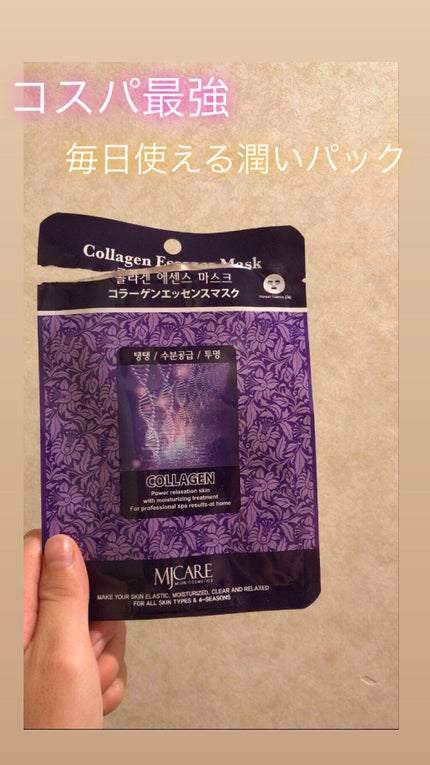 コスパ最強
毎日使える潤いパック
Collagen Essence Mask
콜라겐 에센스 마스크
コラーゲンエッセンスマスク
탱탱 / 수분공급 / 투명
COLLAGEN
Power relaxation skin
with moisturizing treatment
For professional spa results-at home
MJCARE
MAKE YOUR SKIN ELASTIC, MOISTURIZED, CLEAR AND RELAXED
FOR ALL SKIN TYPES & 4-SEASONS